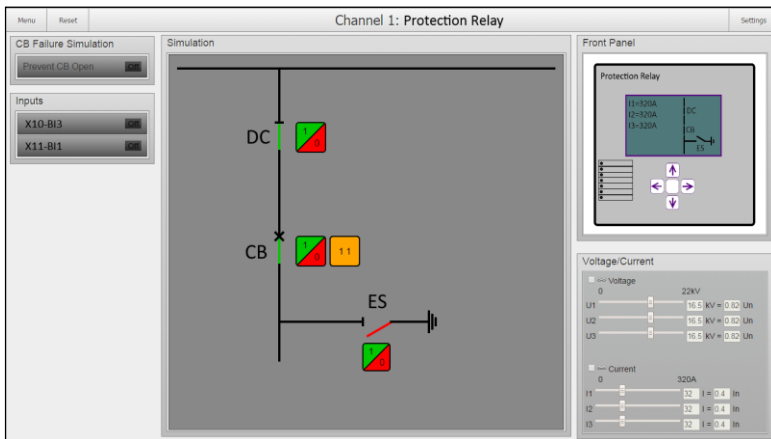 Menu Reset Channel 1: Protection Relay Settings
CB Failure Simulation
Prevent CB Open Off
Inputs
X10-BI3 Off
X11-BI1 Off
Simulation
DC 1 0
CB 1 0 1 1
ES
1 0
Front Panel
Protection Relay
I1=320A
I2=320A
I3=320A
DC
CB
ES
Voltage/Current
Voltage
0 22kV
U1 16.5 kV = 0.82 Un
U2 16.5 kV = 0.82 Un
U3 16.5 kV = 0.82 Un
Current
0 320A
I1 32 I = 0.4 In
I2 32 I = 0.4 In
I3 32 I = 0.4 In